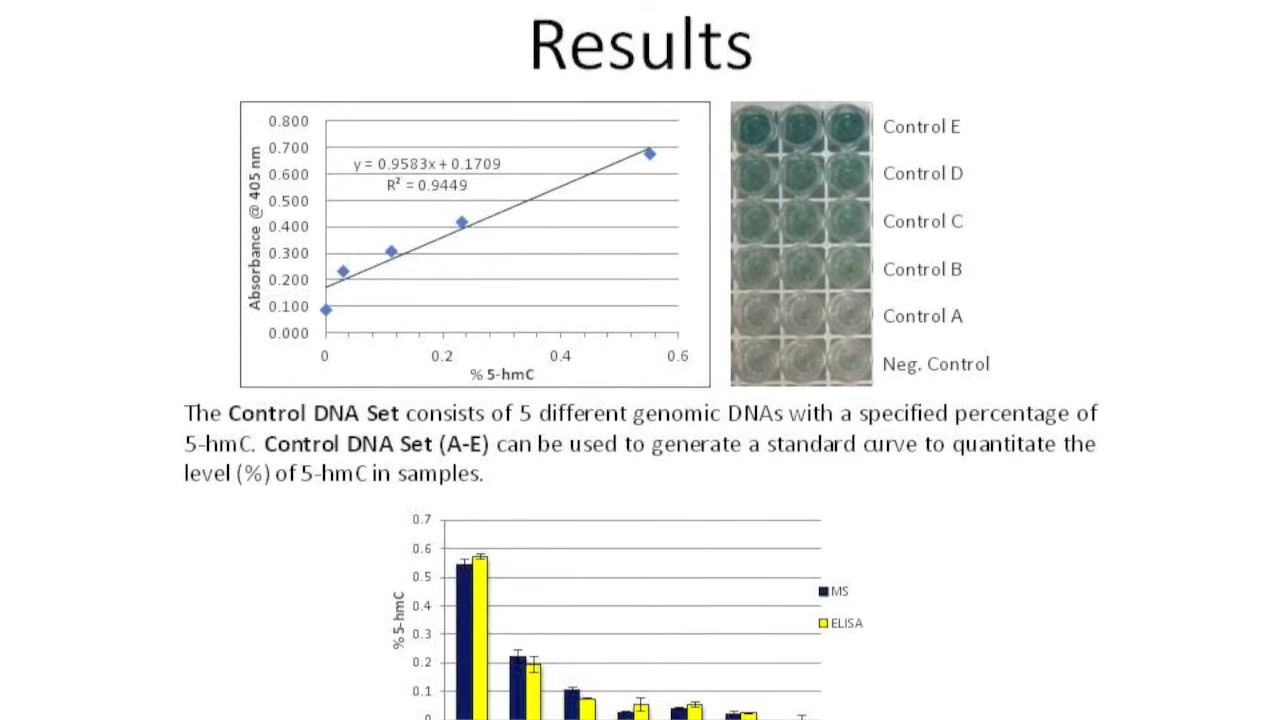 Results
0.800
0.700
0.600
0.500
0.400
0.300
0.200
0.100
0.000
Absorbance @ 405 nm
y = 0.9583x + 0.1709
R² = 0.9449
0 0.2 0.4 0.6
% 5-hmC
Control E
Control D
Control C
Control B
Control A
Neg. Control
The Control DNA Set consists of 5 different genomic DNAs with a specified percentage of
5-hmC. Control DNA Set (A-E) can be used to generate a standard curve to quantitate the
level (%) of 5-hmC in samples.
0.7
0.6
0.5
0.4
0.3
0.2
0.1
0
% 5-hmC
MS
ELISA